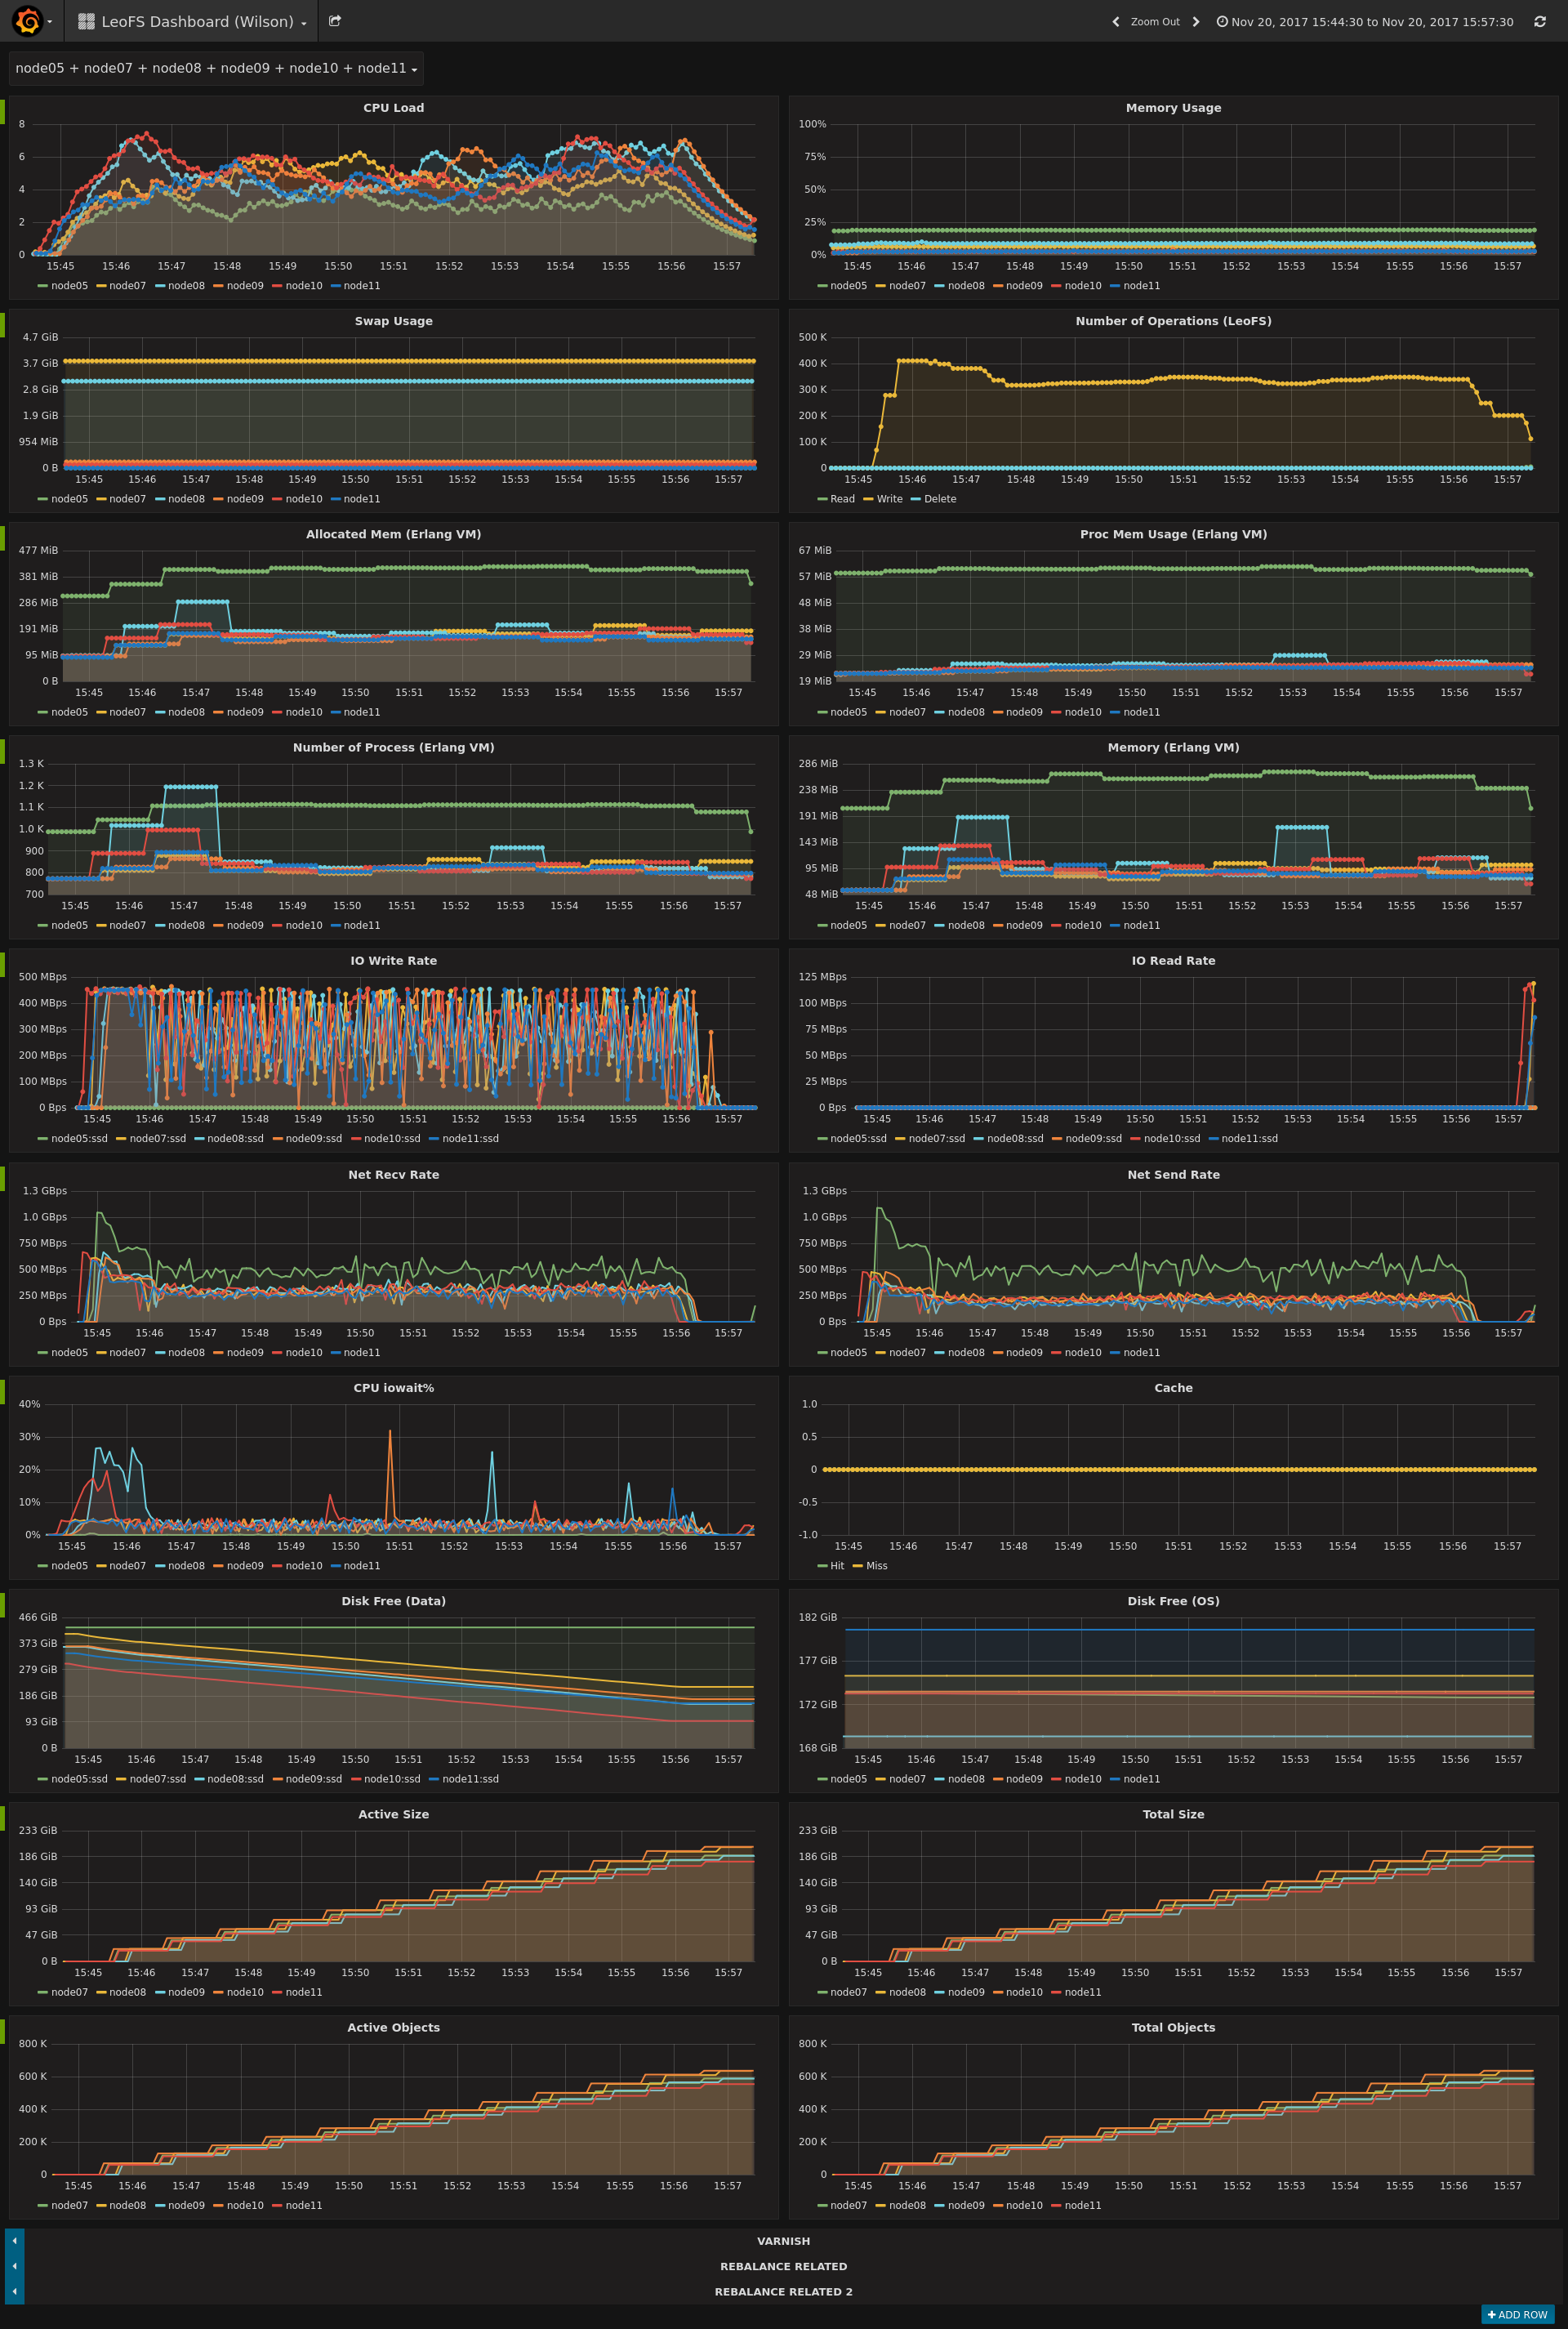 LeoFS Dashboard (Wilson)
Zoom Out
Nov 20, 2017 15:44:30 to Nov 20, 2017 15:57:30
node05 + node07 + node08 + node09 + node10 + node11
CPU Load
8
6
4
2
0
15:45 15:46 15:47 15:48 15:49 15:50 15:51 15:52 15:53 15:54 15:55 15:56 15:57
node05 node07 node08 node09 node10 node11
Memory Usage
100%
75%
50%
25%
0%
15:45 15:46 15:47 15:48 15:49 15:50 15:51 15:52 15:53 15:54 15:55 15:56 15:57
node05 node07 node08 node09 node10 node11
Swap Usage
4.7 GiB
3.7 GiB
2.8 GiB
1.9 GiB
954 MiB
0 B
15:45 15:46 15:47 15:48 15:49 15:50 15:51 15:52 15:53 15:54 15:55 15:56 15:57
node05 node07 node08 node09 node10 node11
Number of Operations (LeoFS)
500 K
400 K
300 K
200 K
100 K
0
15:45 15:46 15:47 15:48 15:49 15:50 15:51 15:52 15:53 15:54 15:55 15:56 15:57
Read Write Delete
Allocated Mem (Erlang VM)
477 MiB
381 MiB
286 MiB
191 MiB
95 MiB
0 B
15:45 15:46 15:47 15:48 15:49 15:50 15:51 15:52 15:53 15:54 15:55 15:56 15:57
node05 node07 node08 node09 node10 node11
Proc Mem Usage (Erlang VM)
67 MiB
57 MiB
48 MiB
38 MiB
29 MiB
19 MiB
15:45 15:46 15:47 15:48 15:49 15:50 15:51 15:52 15:53 15:54 15:55 15:56 15:57
node05 node07 node08 node09 node10 node11
Number of Process (Erlang VM)
1.3 K
1.2 K
1.1 K
1.0 K
900
800
700
15:45 15:46 15:47 15:48 15:49 15:50 15:51 15:52 15:53 15:54 15:55 15:56 15:57
node05 node07 node08 node09 node10 node11
Memory (Erlang VM)
286 MiB
238 MiB
191 MiB
143 MiB
95 MiB
48 MiB
15:45 15:46 15:47 15:48 15:49 15:50 15:51 15:52 15:53 15:54 15:55 15:56 15:57
node05 node07 node08 node09 node10 node11
IO Write Rate
500 MBps
400 MBps
300 MBps
200 MBps
100 MBps
0 Bps
15:45 15:46 15:47 15:48 15:49 15:50 15:51 15:52 15:53 15:54 15:55 15:56 15:57
node05:ssd node07:ssd node08:ssd node09:ssd node10:ssd node11:ssd
IO Read Rate
125 MBps
100 MBps
75 MBps
50 MBps
25 MBps
0 Bps
15:45 15:46 15:47 15:48 15:49 15:50 15:51 15:52 15:53 15:54 15:55 15:56 15:57
node05:ssd node07:ssd node08:ssd node09:ssd node10:ssd node11:ssd
Net Recv Rate
1.3 GBps
1.0 GBps
750 MBps
500 MBps
250 MBps
0 Bps
15:45 15:46 15:47 15:48 15:49 15:50 15:51 15:52 15:53 15:54 15:55 15:56 15:57
node05 node07 node08 node09 node10 node11
Net Send Rate
1.3 GBps
1.0 GBps
750 MBps
500 MBps
250 MBps
0 Bps
15:45 15:46 15:47 15:48 15:49 15:50 15:51 15:52 15:53 15:54 15:55 15:56 15:57
node05 node07 node08 node09 node10 node11
CPU iowait%
40%
30%
20%
10%
0%
15:45 15:46 15:47 15:48 15:49 15:50 15:51 15:52 15:53 15:54 15:55 15:56 15:57
node05 node07 node08 node09 node10 node11
Cache
1.0
0.5
0
-0.5
-1.0
15:45 15:46 15:47 15:48 15:49 15:50 15:51 15:52 15:53 15:54 15:55 15:56 15:57
Hit Miss
Disk Free (Data)
466 GiB
373 GiB
279 GiB
186 GiB
93 GiB
0 B
15:45 15:46 15:47 15:48 15:49 15:50 15:51 15:52 15:53 15:54 15:55 15:56 15:57
node05:ssd node07:ssd node08:ssd node09:ssd node10:ssd node11:ssd
Disk Free (OS)
182 GiB
177 GiB
172 GiB
168 GiB
15:45 15:46 15:47 15:48 15:49 15:50 15:51 15:52 15:53 15:54 15:55 15:56 15:57
node05 node07 node08 node09 node10 node11
Active Size
233 GiB
186 GiB
140 GiB
93 GiB
47 GiB
0 B
15:45 15:46 15:47 15:48 15:49 15:50 15:51 15:52 15:53 15:54 15:55 15:56 15:57
node07 node08 node09 node10 node11
Total Size
233 GiB
186 GiB
140 GiB
93 GiB
47 GiB
0 B
15:45 15:46 15:47 15:48 15:49 15:50 15:51 15:52 15:53 15:54 15:55 15:56 15:57
node07 node08 node09 node10 node11
Active Objects
800 K
600 K
400 K
200 K
0
15:45 15:46 15:47 15:48 15:49 15:50 15:51 15:52 15:53 15:54 15:55 15:56 15:57
node07 node08 node09 node10 node11
Total Objects
800 K
600 K
400 K
200 K
0
15:45 15:46 15:47 15:48 15:49 15:50 15:51 15:52 15:53 15:54 15:55 15:56 15:57
node07 node08 node09 node10 node11
VARNISH
REBALANCE RELATED
REBALANCE RELATED 2
+ ADD ROW